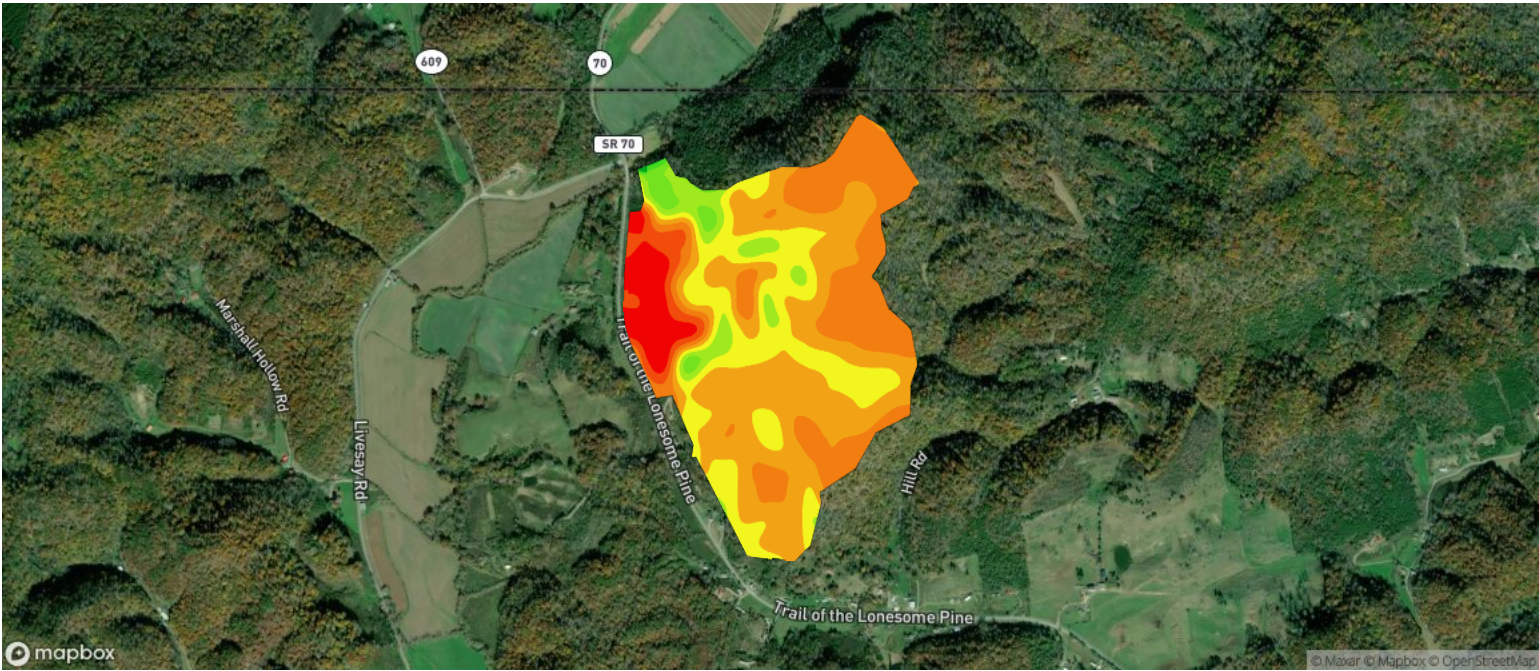 609
70
SR 70
Marshall Hollow Rd
Livesay Rd
Trail of the Lonesome Pine
Hill Rd
Trail of the Lonesome Pine
mapbox
© Maxar © Mapbox © OpenStreetMap